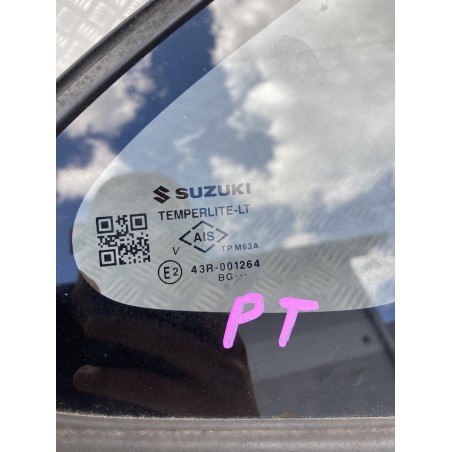 SUZUKI
TEMPERLITE-LT
AIS
V TP M63A
E2 43R-001264
BG···
PT